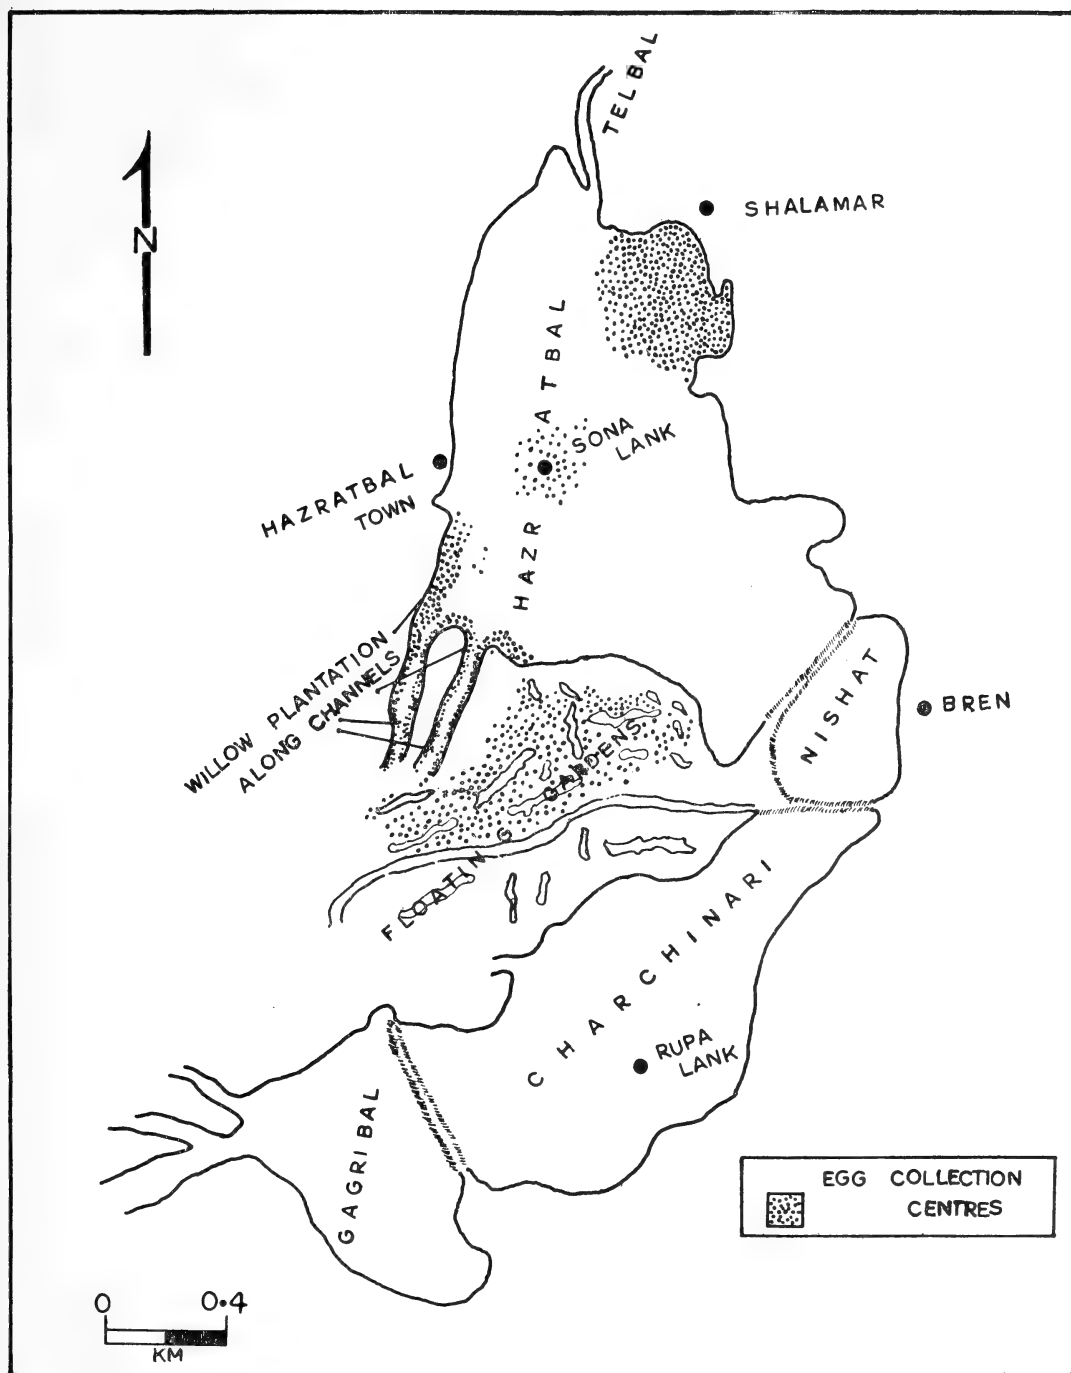 TELBAL
N
SHALAMAR
HAZRATBAL
SONA
LANK
HAZRATBAL
TOWN
WILLOW PLANTATION
ALONG CHANNELS
NISHAT
BREN
FLOATING GARDENS
CHARCHINARI
RUPA
LANK
GAGRIBAL
EGG COLLECTION
CENTRES
0 0.4
KM